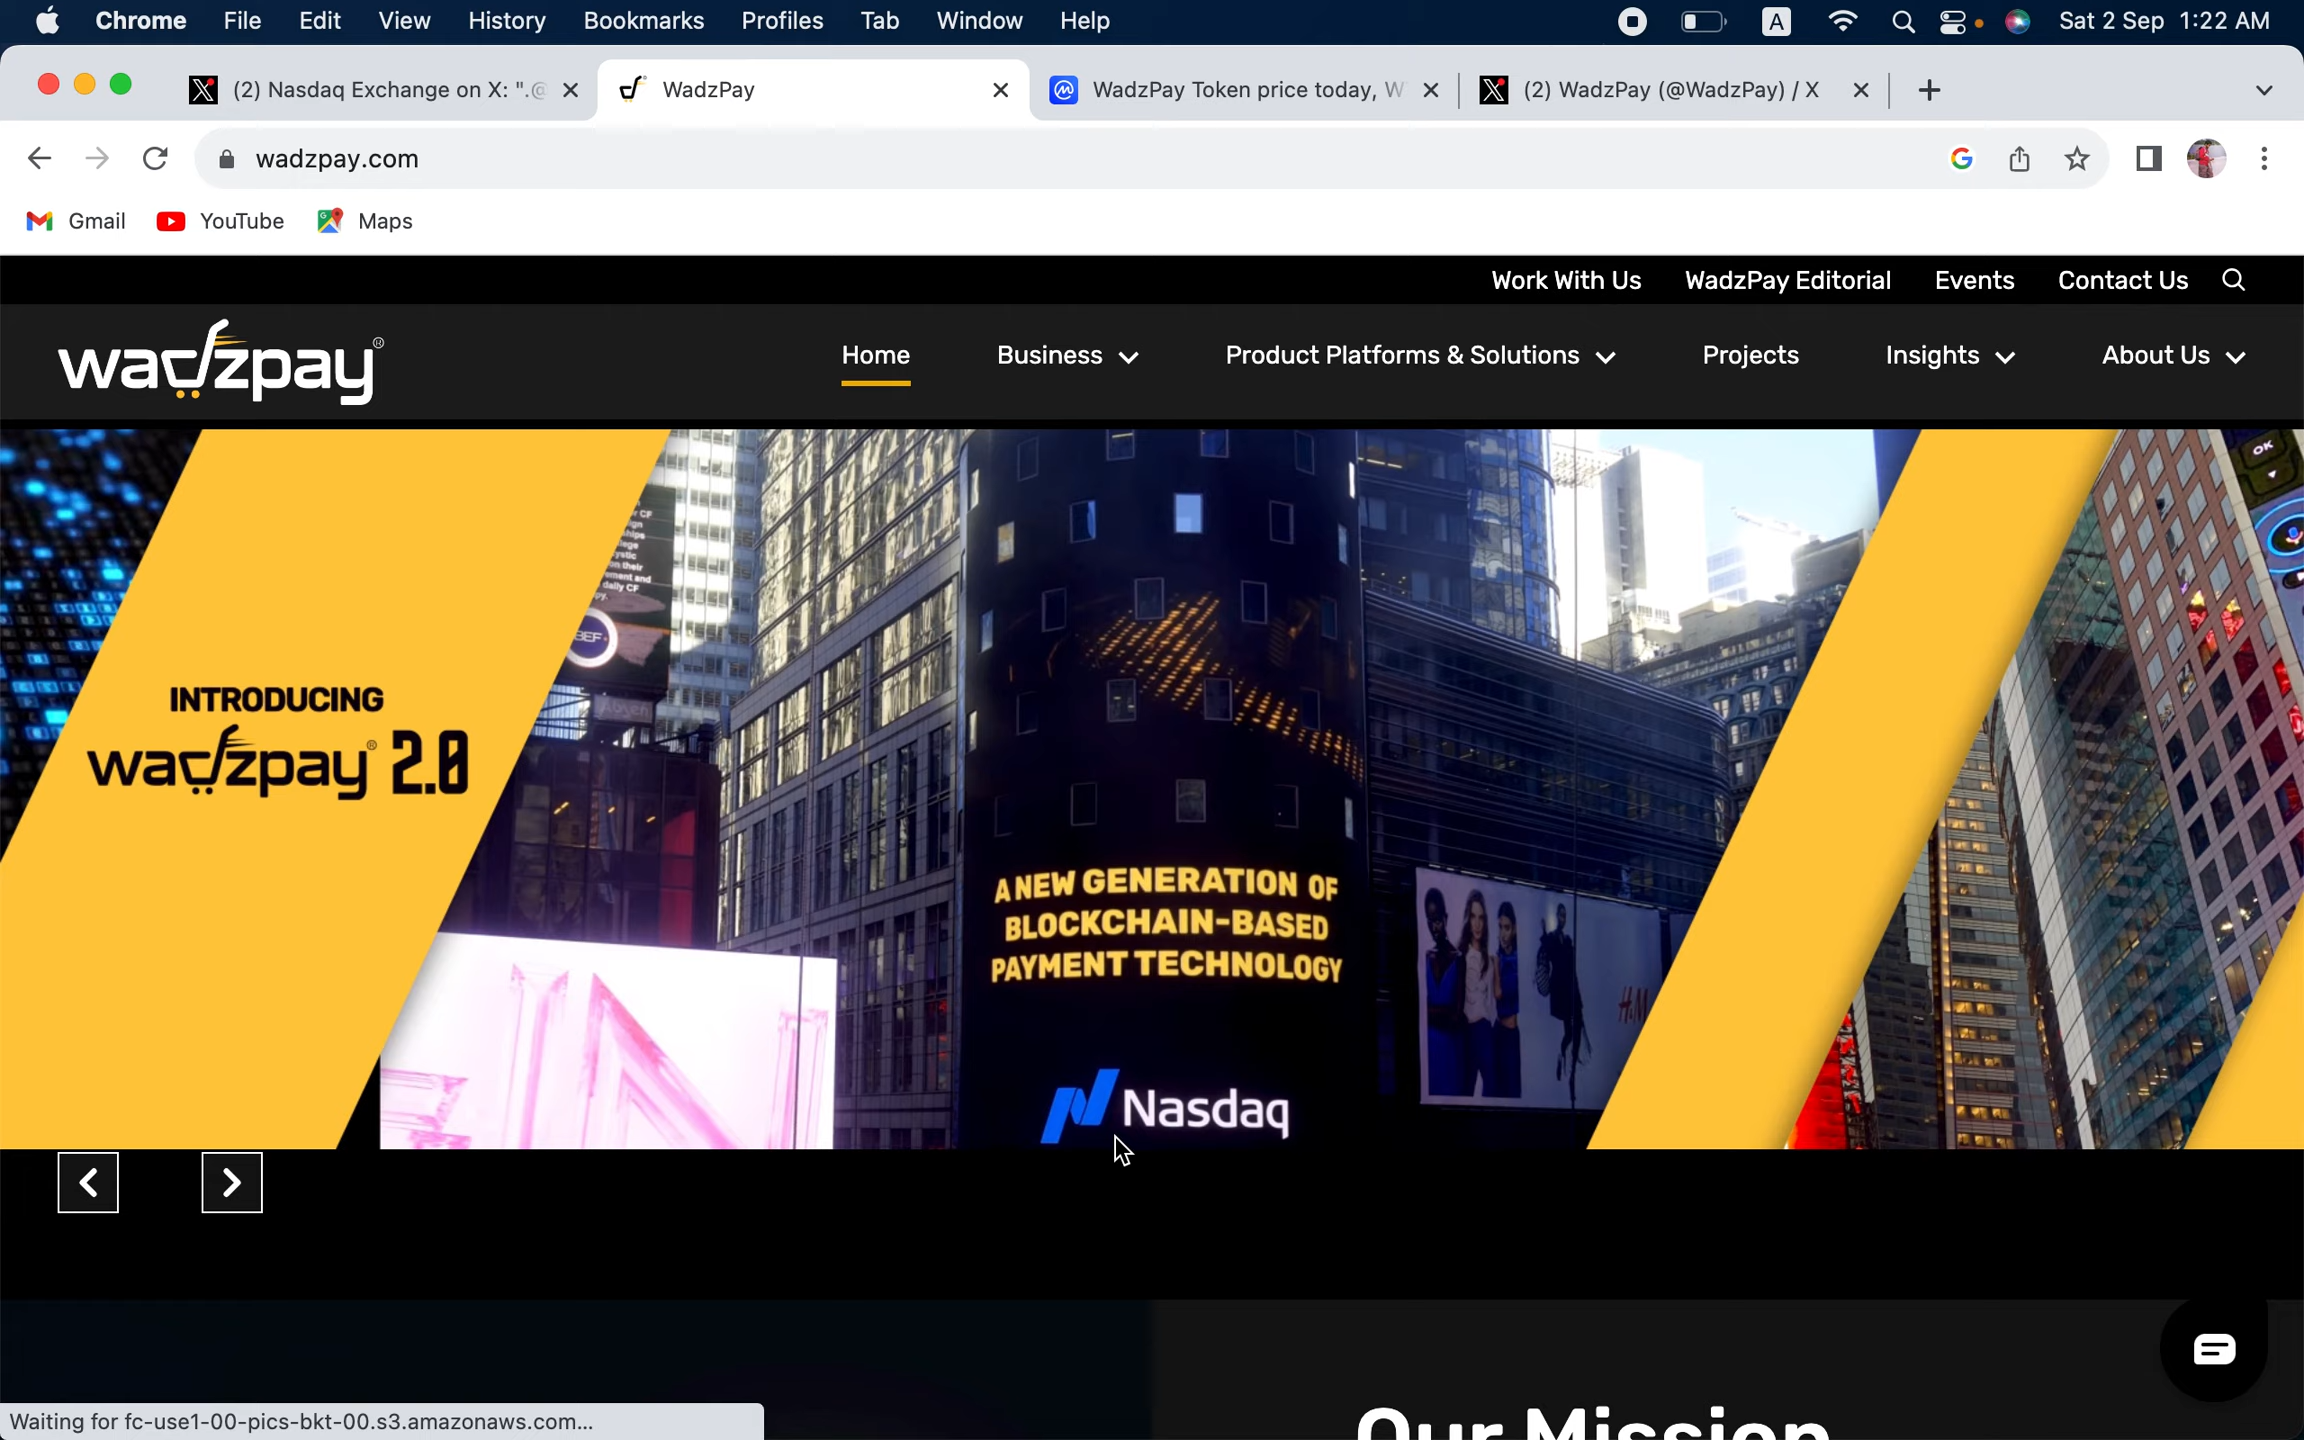 Chrome File Edit View History Bookmarks Profiles Tab Window Help A Sat 2 Sep 1:22 AM
(2) Nasdaq Exchange on X: ".@ WadzPay WadzPay Token price today, W (2) WadzPay (@WadzPay) / X
wadzpay.com
Gmail YouTube Maps
Work With Us WadzPay Editorial Events Contact Us
wadzpay®
Home Business Product Platforms & Solutions Projects Insights About Us
OK
BEF
INTRODUCING
wadzpay® 2.0
A NEW GENERATION OF
BLOCKCHAIN-BASED
PAYMENT TECHNOLOGY
H&M
Nasdaq
Waiting for fc-use1-00-pics-bkt-00.s3.amazonaws.com...
Our Mission